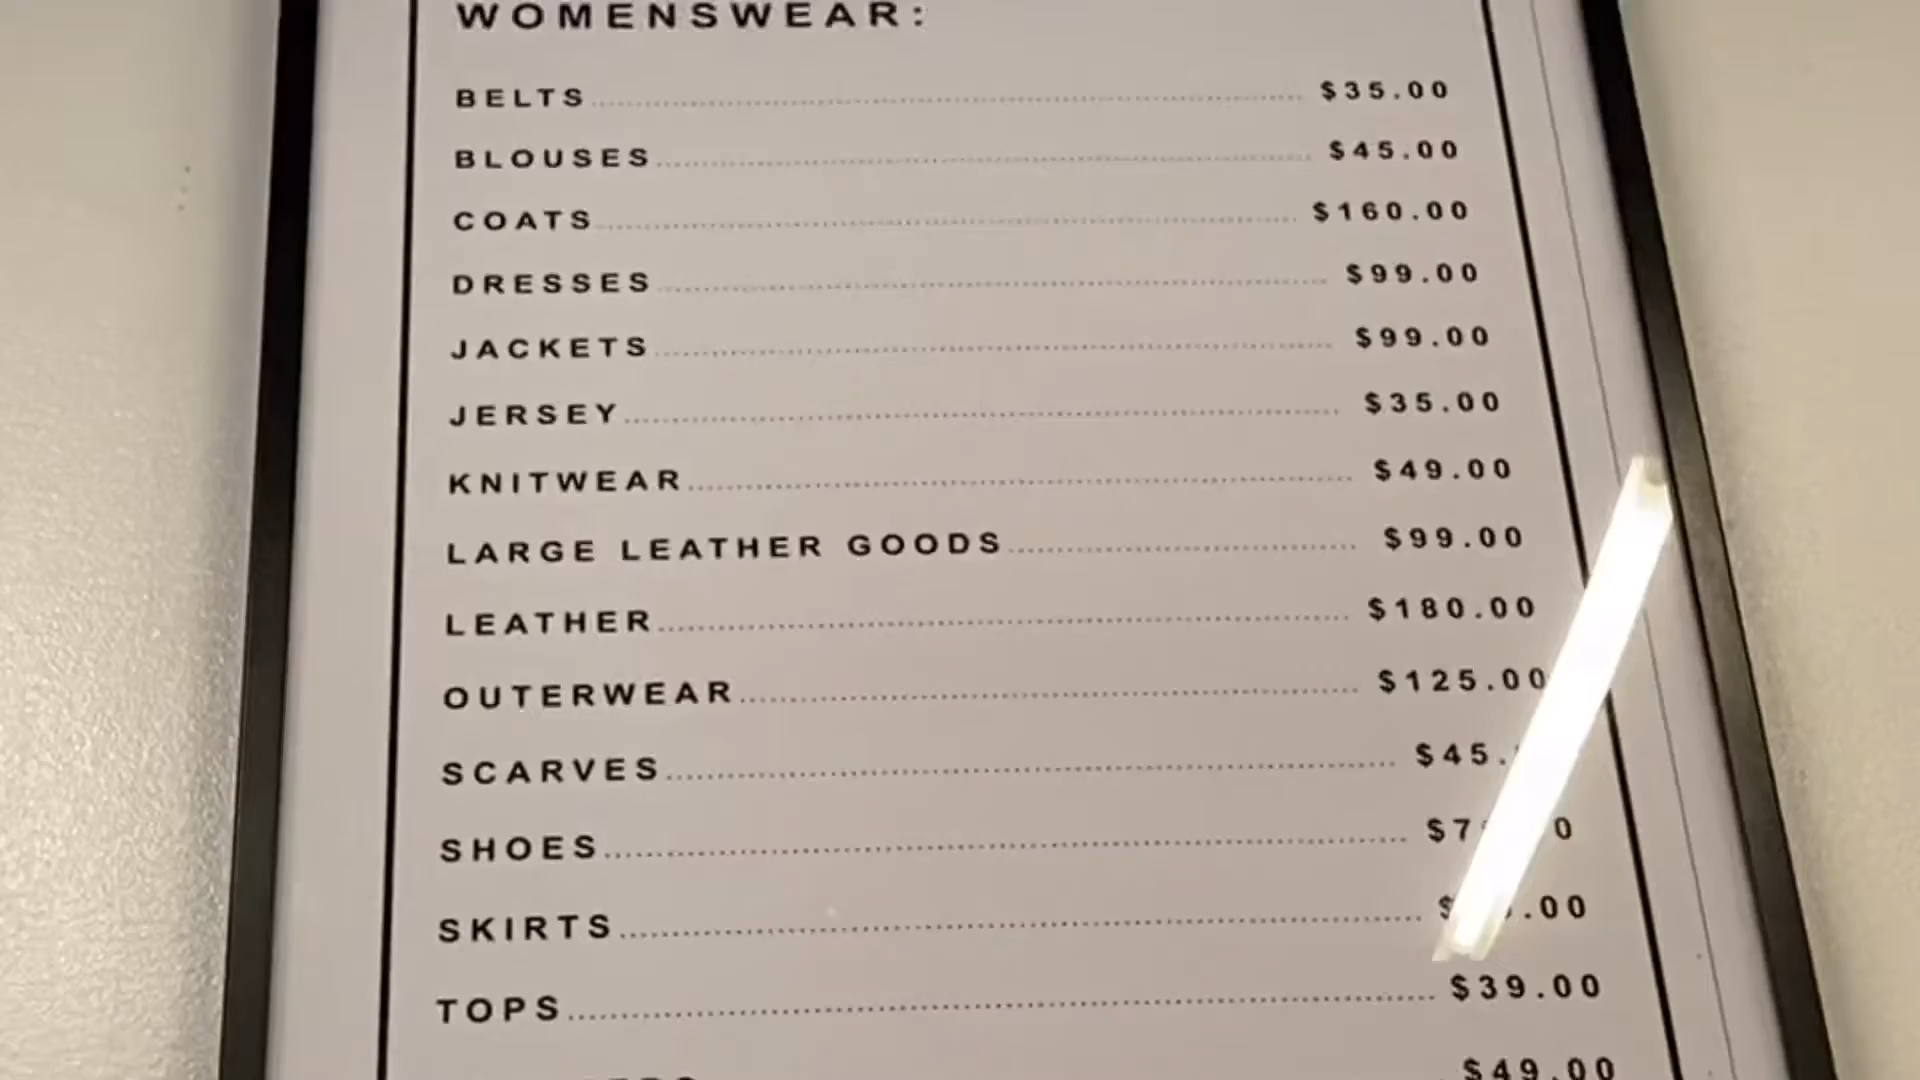 WOMENSWEAR:
BELTS $35.00
BLOUSES $45.00
COATS $160.00
DRESSES $99.00
JACKETS $99.00
JERSEY $35.00
KNITWEAR $49.00
LARGE LEATHER GOODS $99.00
LEATHER $180.00
OUTERWEAR $125.00
SCARVES
SHOES
SKIRTS
TOPS $39.00
$49.00